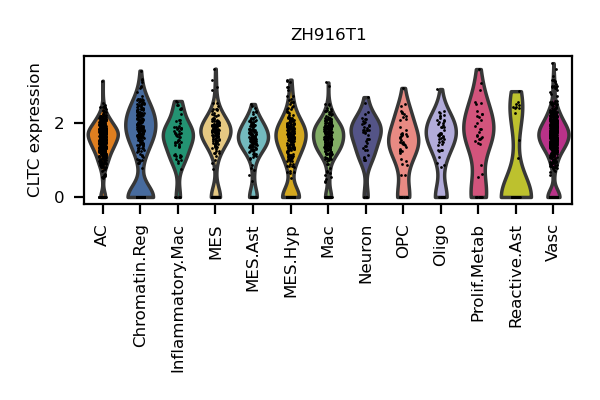 ZH916T1
CLTC expression
2
0
AC
Chromatin.Reg
Inflammatory.Mac
MES
MES.Ast
MES.Hyp
Mac
Neuron
OPC
Oligo
Prolif.Metab
Reactive.Ast
Vasc